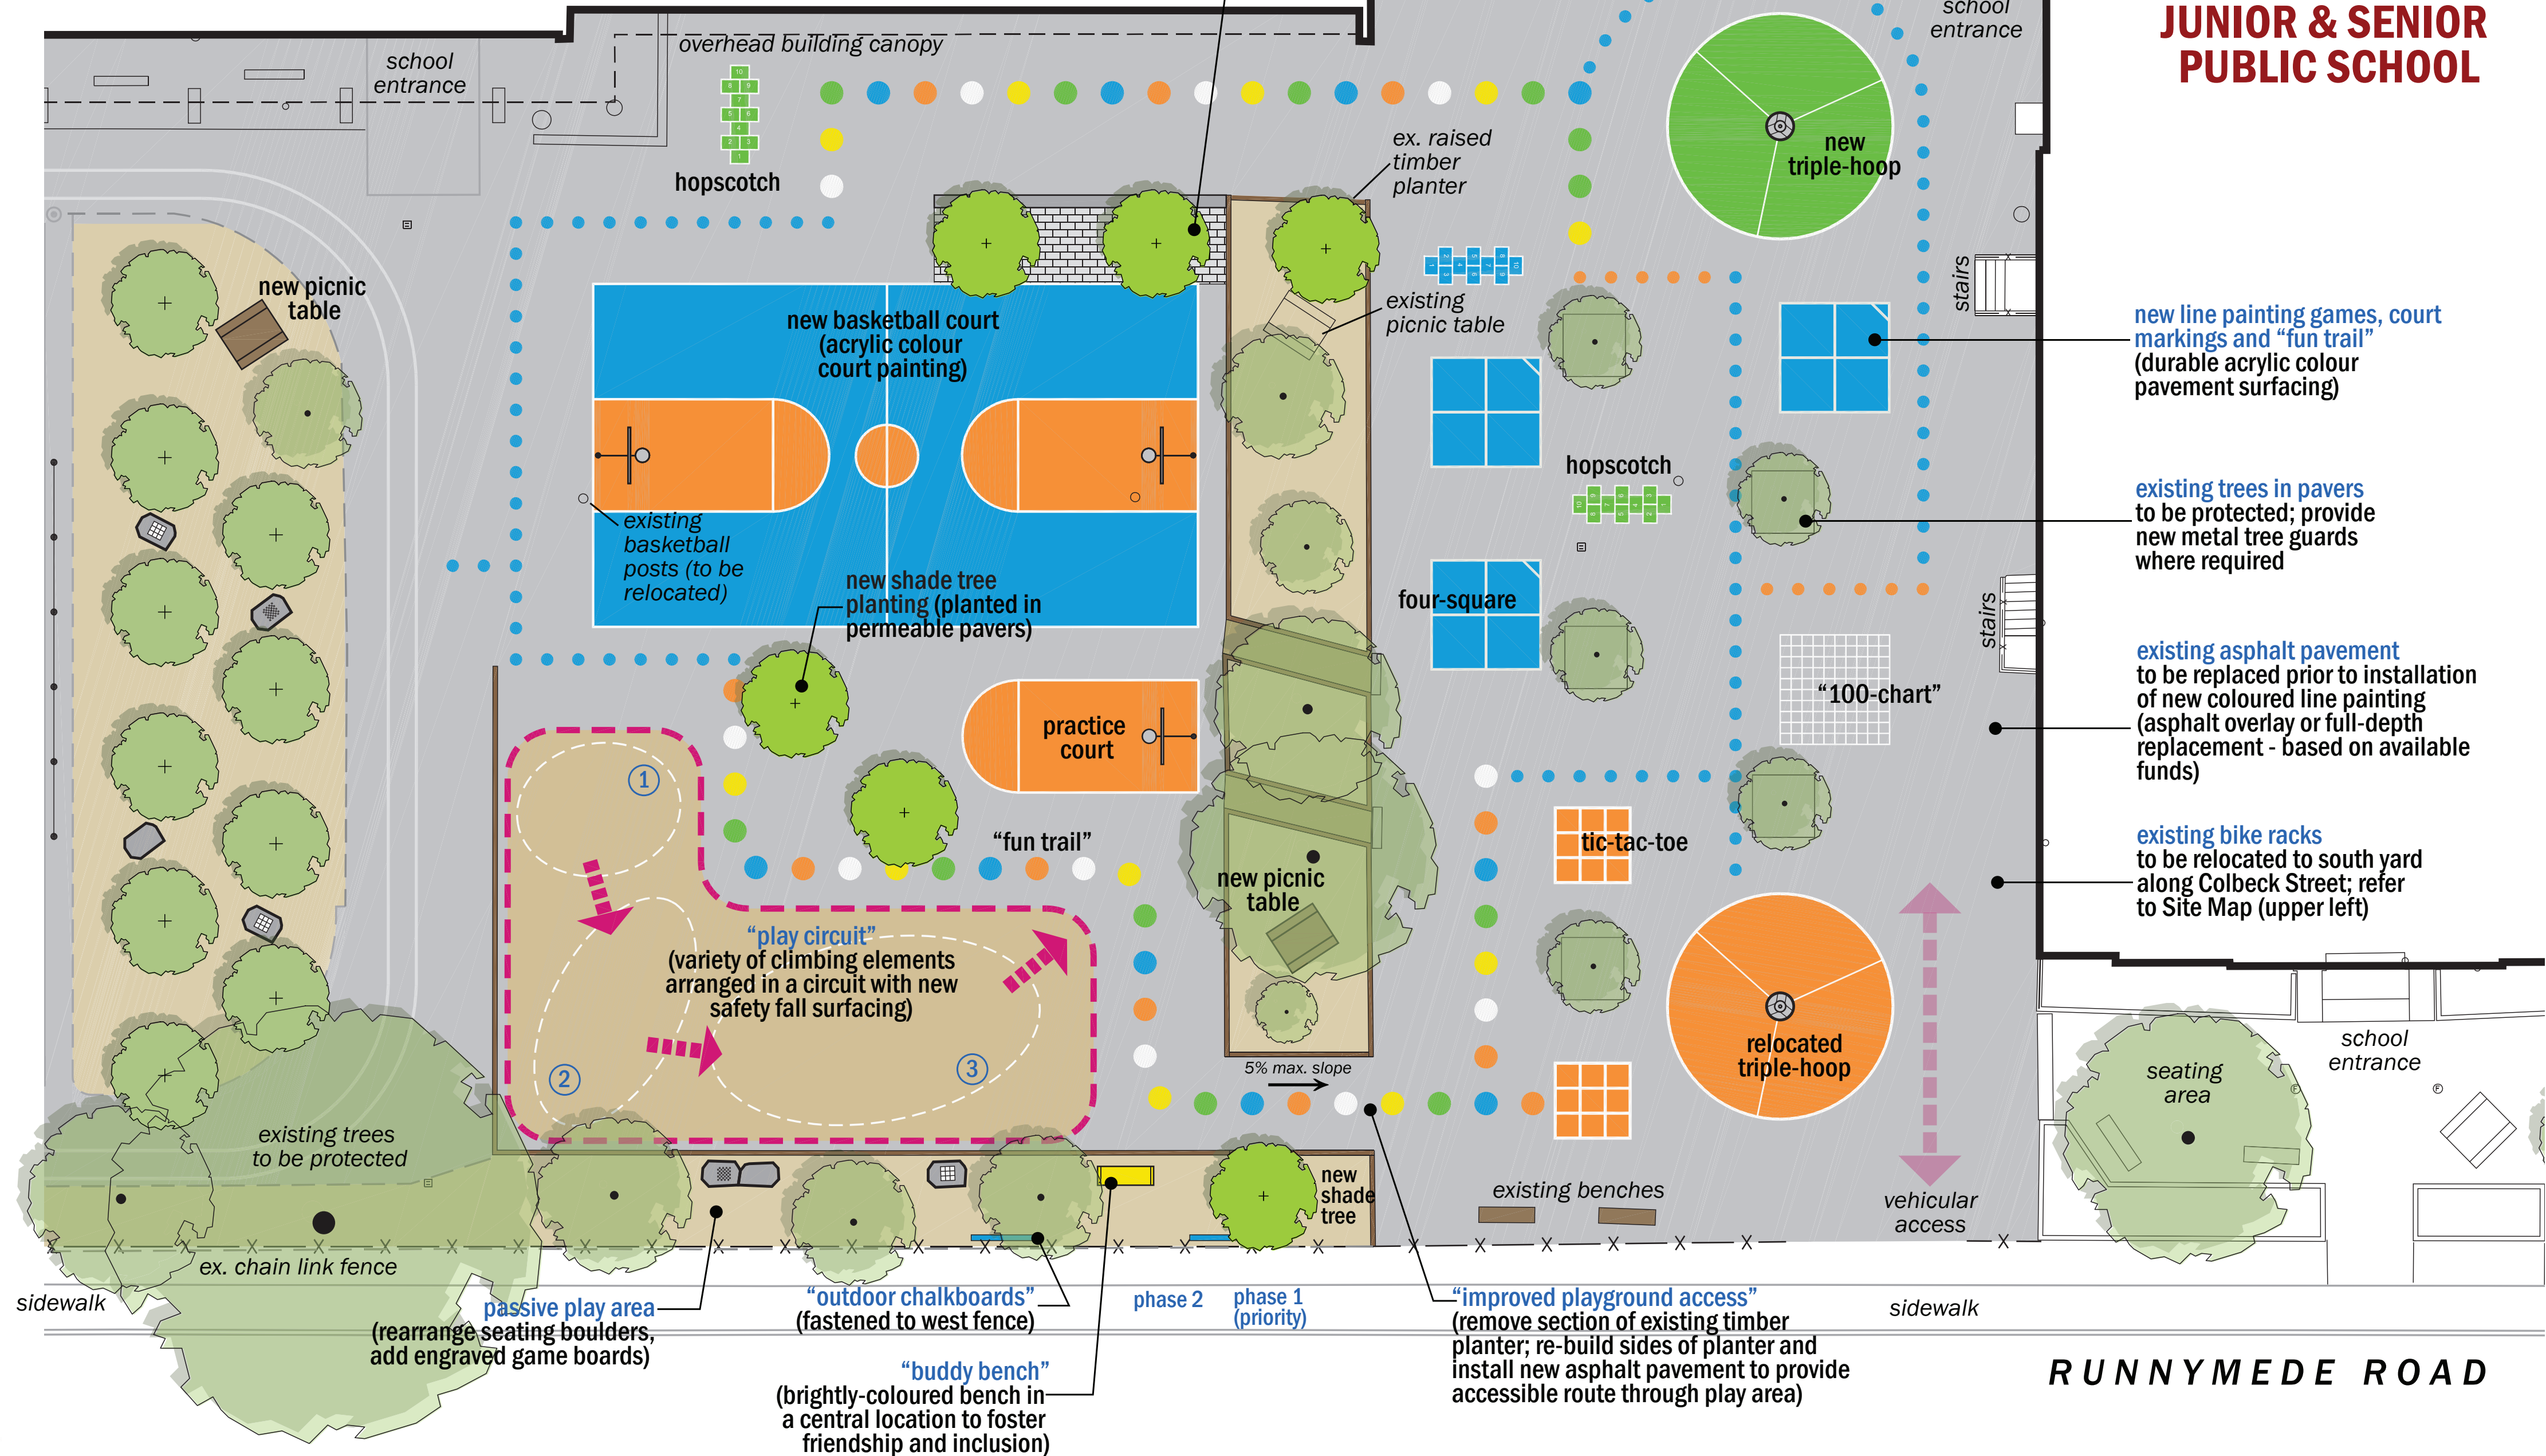 JUNIOR & SENIOR
PUBLIC SCHOOL
school
entrance
overhead building canopy
school
entrance
hopscotch
ex. raised
timber
planter
new
triple-hoop
new picnic
table
existing
picnic table
stairs
new basketball court
(acrylic colour
court painting)
new line painting games, court
markings and “fun trail”
(durable acrylic colour
pavement surfacing)
hopscotch
existing trees in pavers
to be protected; provide
new metal tree guards
where required
existing
basketball
posts (to be
relocated)
new shade tree
planting (planted in
permeable pavers)
four-square
stairs
existing asphalt pavement
to be replaced prior to installation
of new coloured line painting
(asphalt overlay or full-depth
replacement - based on available
funds)
“100-chart”
practice
court
1
“fun trail”
tic-tac-toe
existing bike racks
to be relocated to south yard
along Colbeck Street; refer
to Site Map (upper left)
new picnic
table
“play circuit”
(variety of climbing elements
arranged in a circuit with new
safety fall surfacing)
2
3
5% max. slope
relocated
triple-hoop
school
entrance
seating
area
existing trees
to be protected
new
shade
tree
existing benches
vehicular
access
ex. chain link fence
sidewalk
passive play area
(rearrange seating boulders,
add engraved game boards)
“outdoor chalkboards”
(fastened to west fence)
phase 2
phase 1
(priority)
“buddy bench”
(brightly-coloured bench in
a central location to foster
friendship and inclusion)
“improved playground access”
(remove section of existing timber
planter; re-build sides of planter and
install new asphalt pavement to provide
accessible route through play area)
sidewalk
RUNNYMEDE ROAD